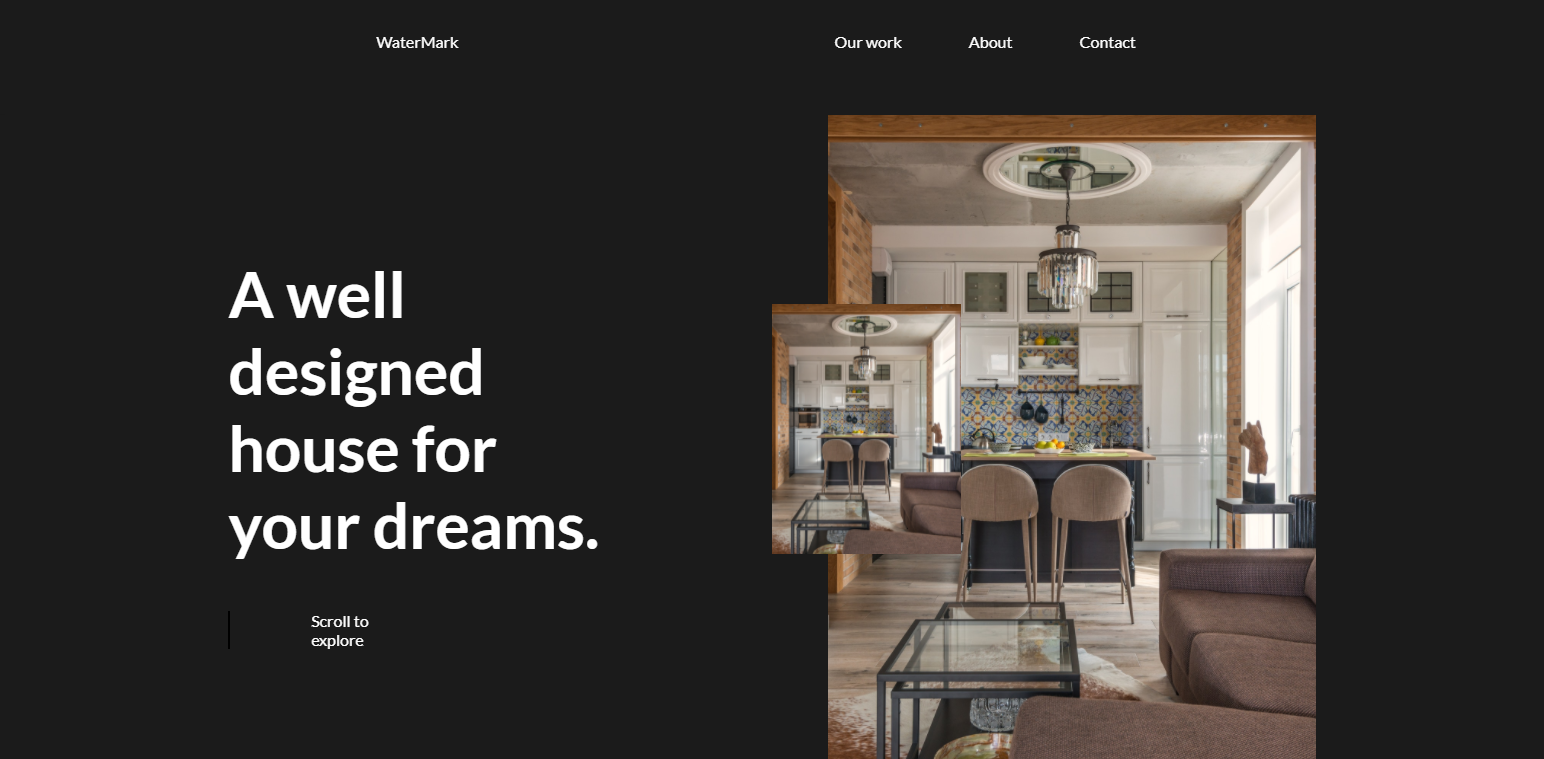 WaterMark
Our work
About
Contact
A well
designed
house for
your dreams.
Scroll to
explore